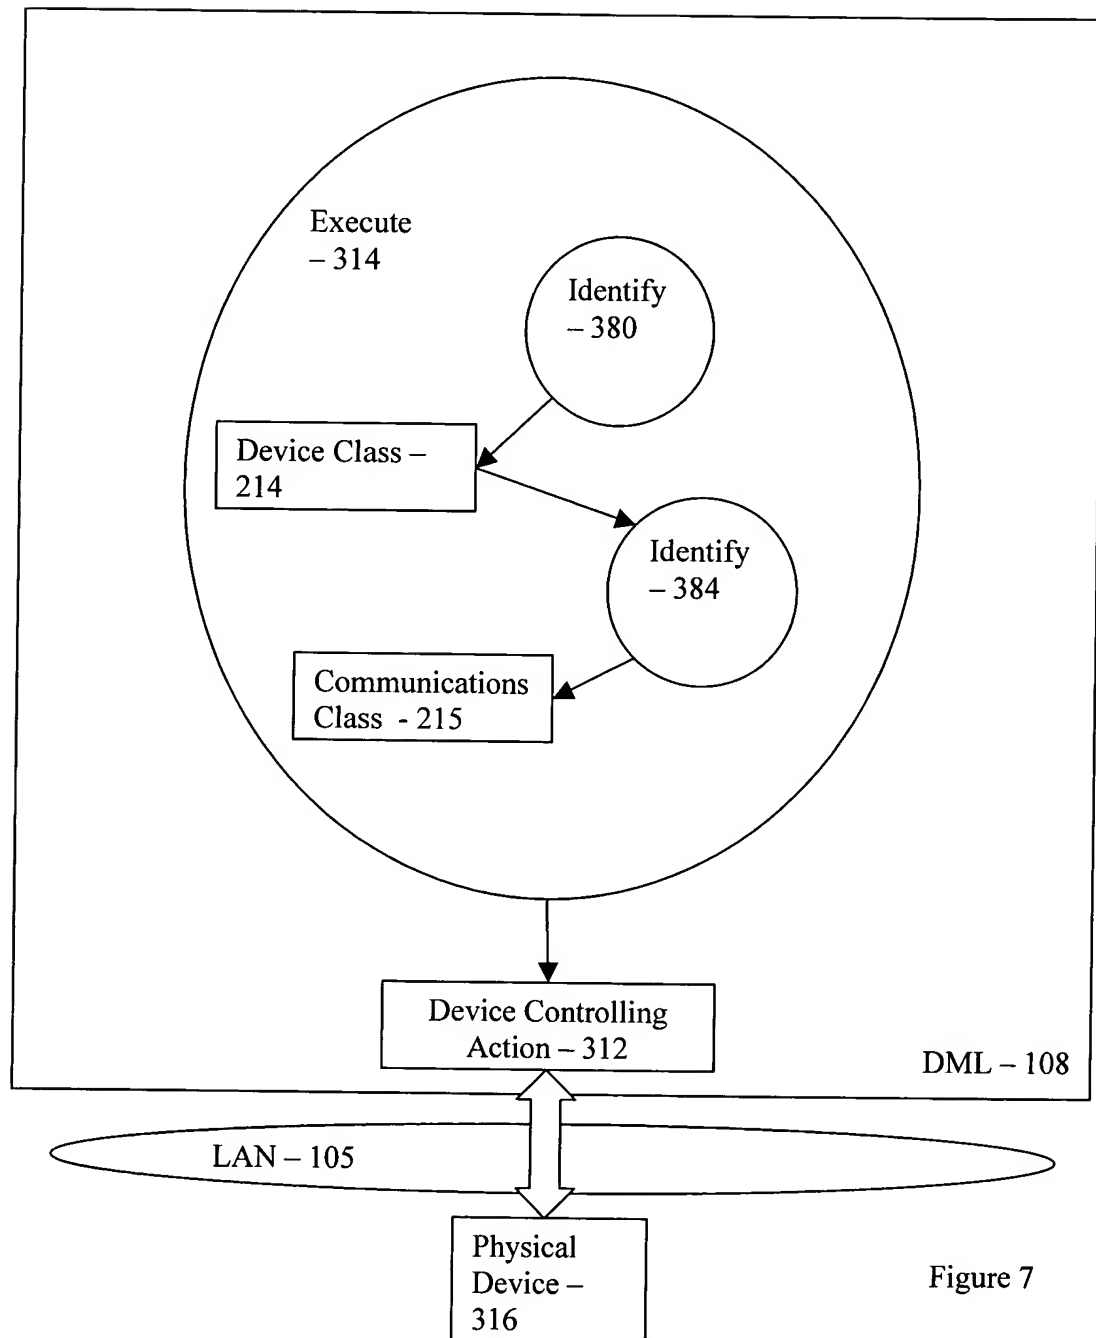 Execute
– 314
Identify
– 380
Device Class –
214
Identify
– 384
Communications
Class - 215
Device Controlling
Action – 312
DML – 108
LAN – 105
Physical
Device –
316
Figure 7